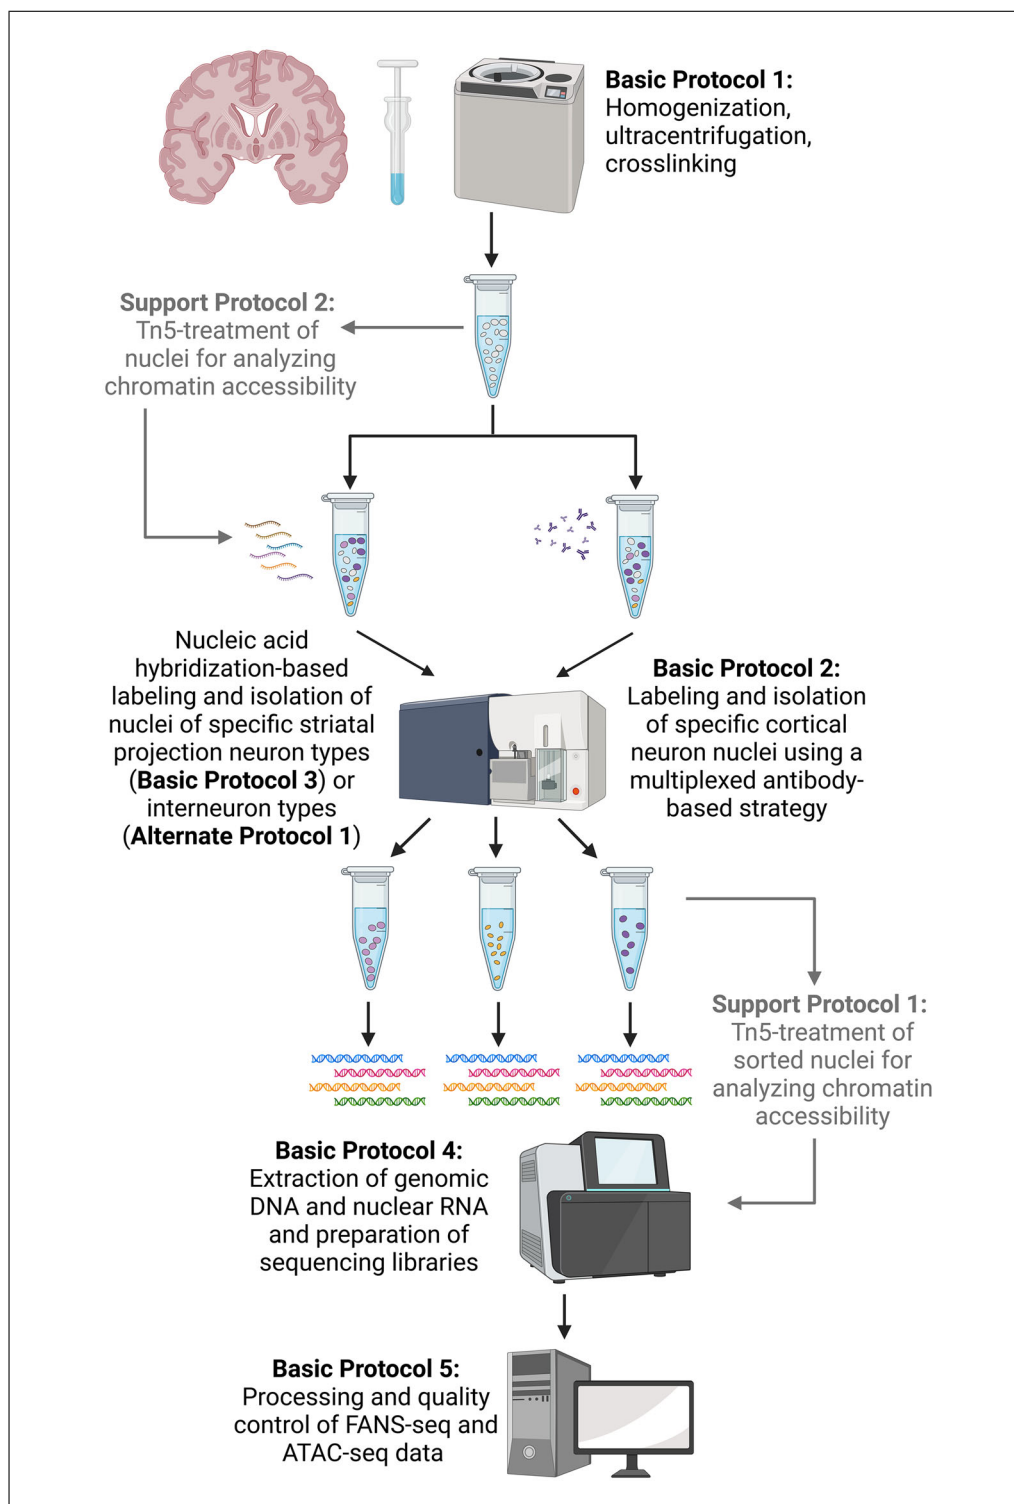 Basic Protocol 1:
Homogenization,
ultracentrifugation,
crosslinking
Support Protocol 2:
Tn5-treatment of
nuclei for analyzing
chromatin accessibility
Nucleic acid
hybridization-based
labeling and isolation of
nuclei of specific striatal
projection neuron types
(Basic Protocol 3) or
interneuron types
(Alternate Protocol 1)
Basic Protocol 2:
Labeling and isolation
of specific cortical
neuron nuclei using a
multiplexed antibody-
based strategy
Support Protocol 1:
Tn5-treatment of
sorted nuclei for
analyzing chromatin
accessibility
Basic Protocol 4:
Extraction of genomic
DNA and nuclear RNA
and preparation of
sequencing libraries
Basic Protocol 5:
Processing and quality
control of FANS-seq and
ATAC-seq data